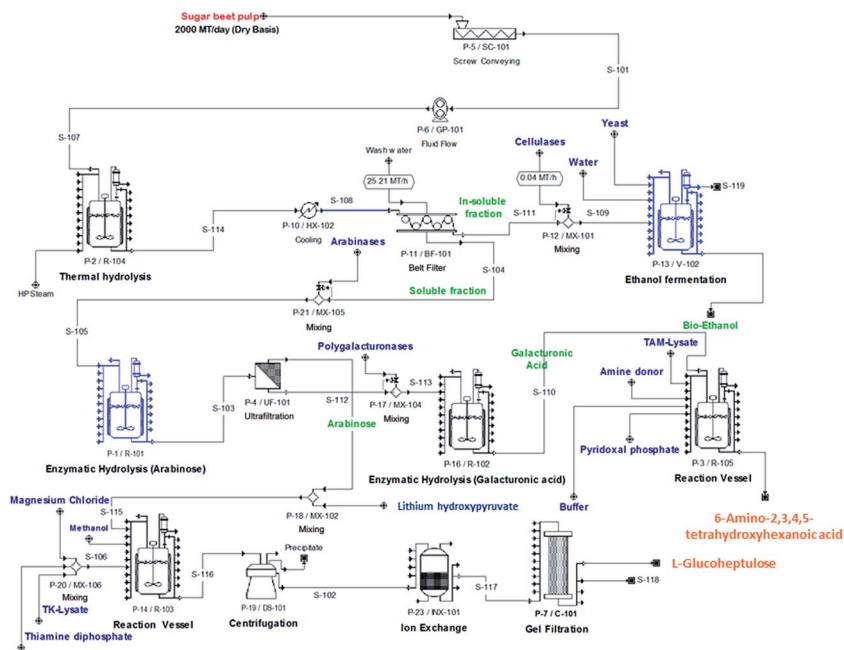 Sugar beet pulp
2000 MT/day (Dry Basis)
P-5 / SC-101
Screw Conveying
S-101
P-6 / GP-101
Fluid Flow
S-107
Wash water
25.21 MT/h
Cellulases
0.04 MT/h
Water
Yeast
S-119
P-2 / R-104
Thermal hydrolysis
HP Steam
S-114
P-10 / HX-102
Cooling
S-108
In-soluble
fraction
S-111
S-109
P-12 / MX-101
Mixing
P-13 / V-102
Ethanol fermentation
Arabinases
P-11 / BF-101
Belt Filter
S-104
Soluble fraction
P-21 / MX-105
Mixing
S-105
Bio-Ethanol
Polygalacturonases
Galacturonic
Acid
TAM-Lysate
Amine donor
S-103
P-4 / UF-101
Ultrafiltration
S-112
S-113
P-17 / MX-104
Mixing
S-110
Arabinose
P-1 / R-101
Enzymatic Hydrolysis (Arabinose)
P-16 / R-102
Enzymatic Hydrolysis (Galacturonic acid)
Pyridoxal phosphate
P-3 / R-105
Reaction Vessel
Magnesium Chloride
S-115
P-18 / MX-102
Mixing
Lithium hydroxypyruvate
Buffer
6-Amino-2,3,4,5-
tetrahydroxyhexanoic acid
Methanol
S-106
P-20 / MX-106
Mixing
TK-Lysate
Thiamine diphosphate
P-14 / R-103
Reaction Vessel
S-116
Precipitate
P-19 / DS-101
Centrifugation
S-102
P-23 / INX-101
Ion Exchange
S-117
P-7 / C-101
Gel Filtration
L-Glucoheptulose
S-118